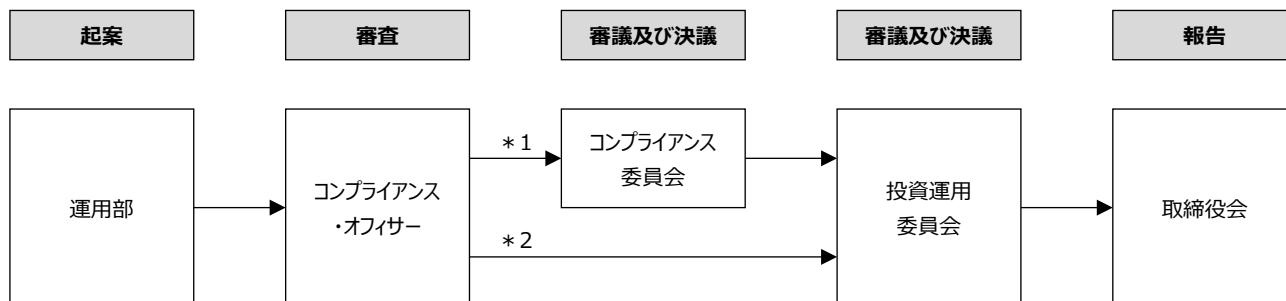 起案
審査
審議及び決議
審議及び決議
報告
運用部
コンプライアンス
・オフィサー
＊1
コンプライアンス
委員会
＊2
投資運用
委員会
取締役会